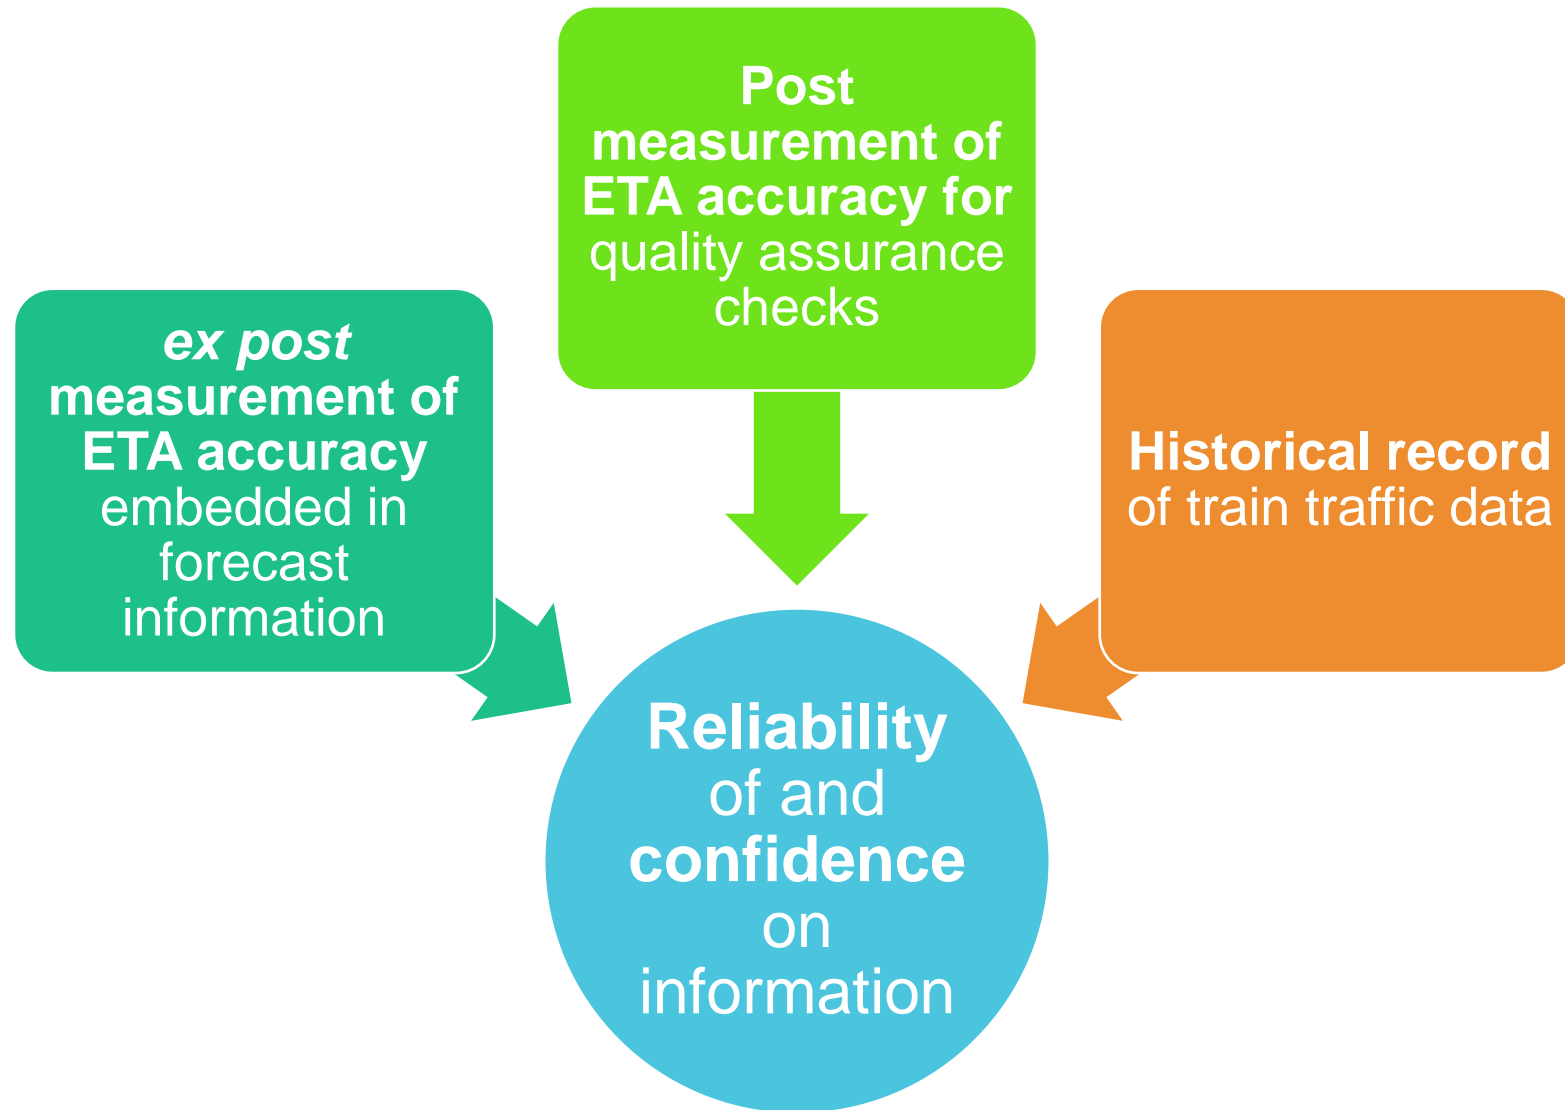 Post
measurement of
ETA accuracy for
quality assurance
checks
ex post
measurement of
ETA accuracy
embedded in
forecast
information
Historical record
of train traffic data
Reliability
of and
confidence
on
information